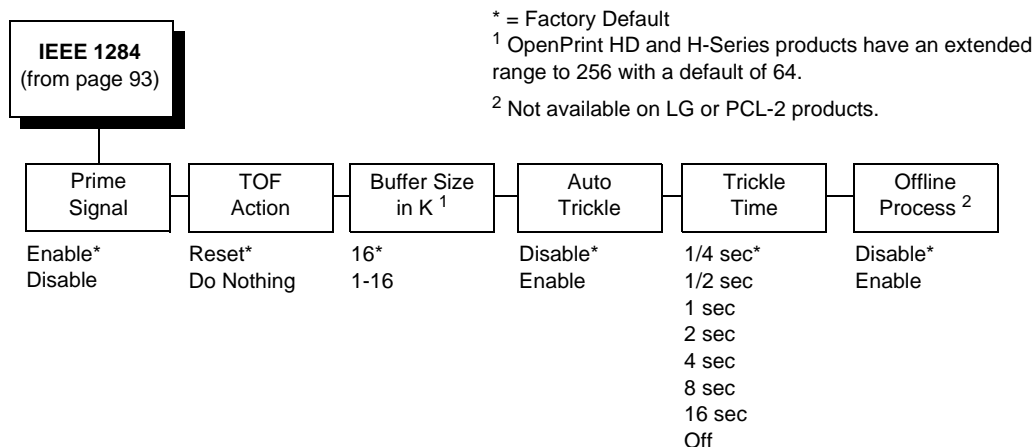 IEEE 1284
(from page 93)
* = Factory Default
1 OpenPrint HD and H-Series products have an extended
range to 256 with a default of 64.
2 Not available on LG or PCL-2 products.
Prime
Signal
Enable*
Disable
TOF
Action
Reset*
Do Nothing
Buffer Size
in K 1
16*
1-16
Auto
Trickle
Disable*
Enable
Trickle
Time
1/4 sec*
1/2 sec
1 sec
2 sec
4 sec
8 sec
16 sec
Off
Offline
Process 2
Disable*
Enable